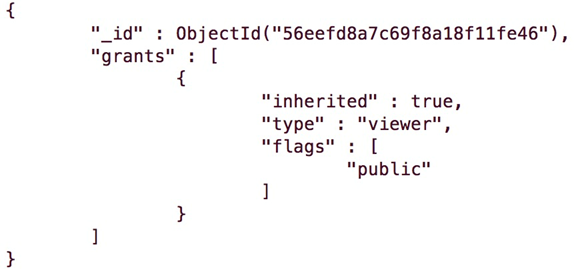 {
"_id" : ObjectId("56eefd8a7c69f8a18f11fe46"),
"grants" : [
{
"inherited" : true,
"type" : "viewer",
"flags" : [
"public"
]
}
]
}